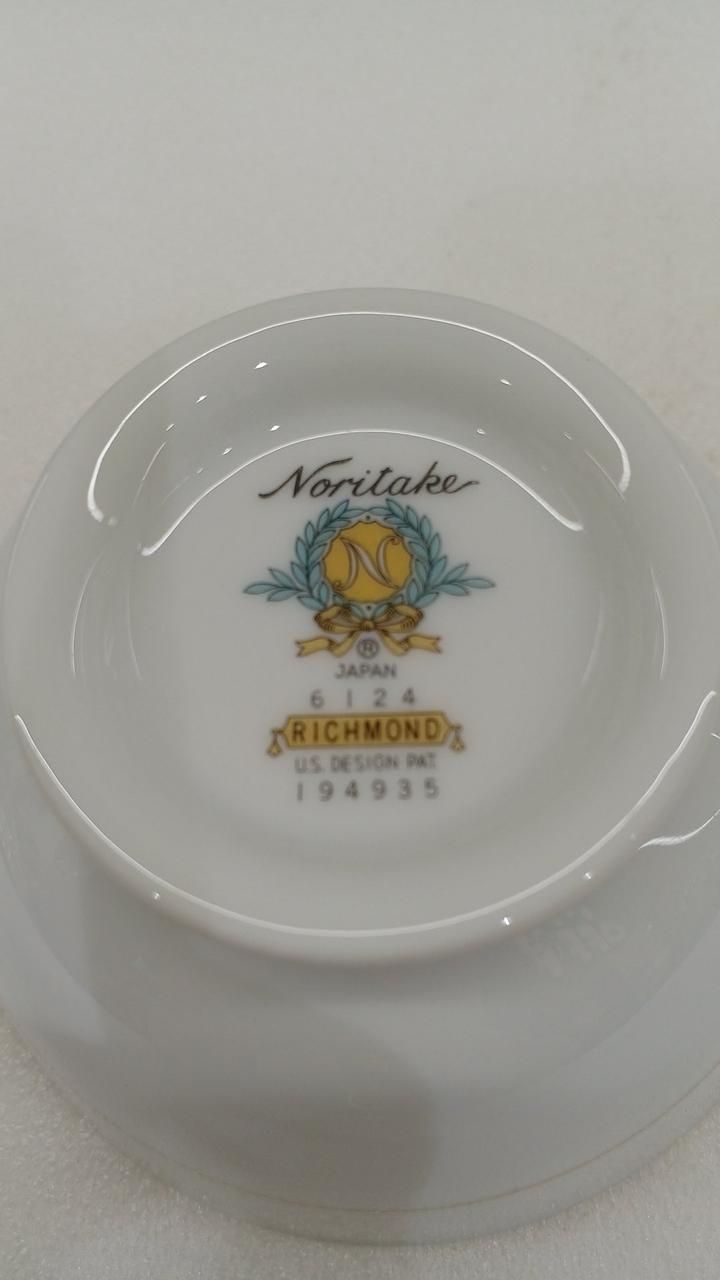 Noritake
N
®
JAPAN
6124
RICHMOND
U.S. DESIGN PAT.
194935